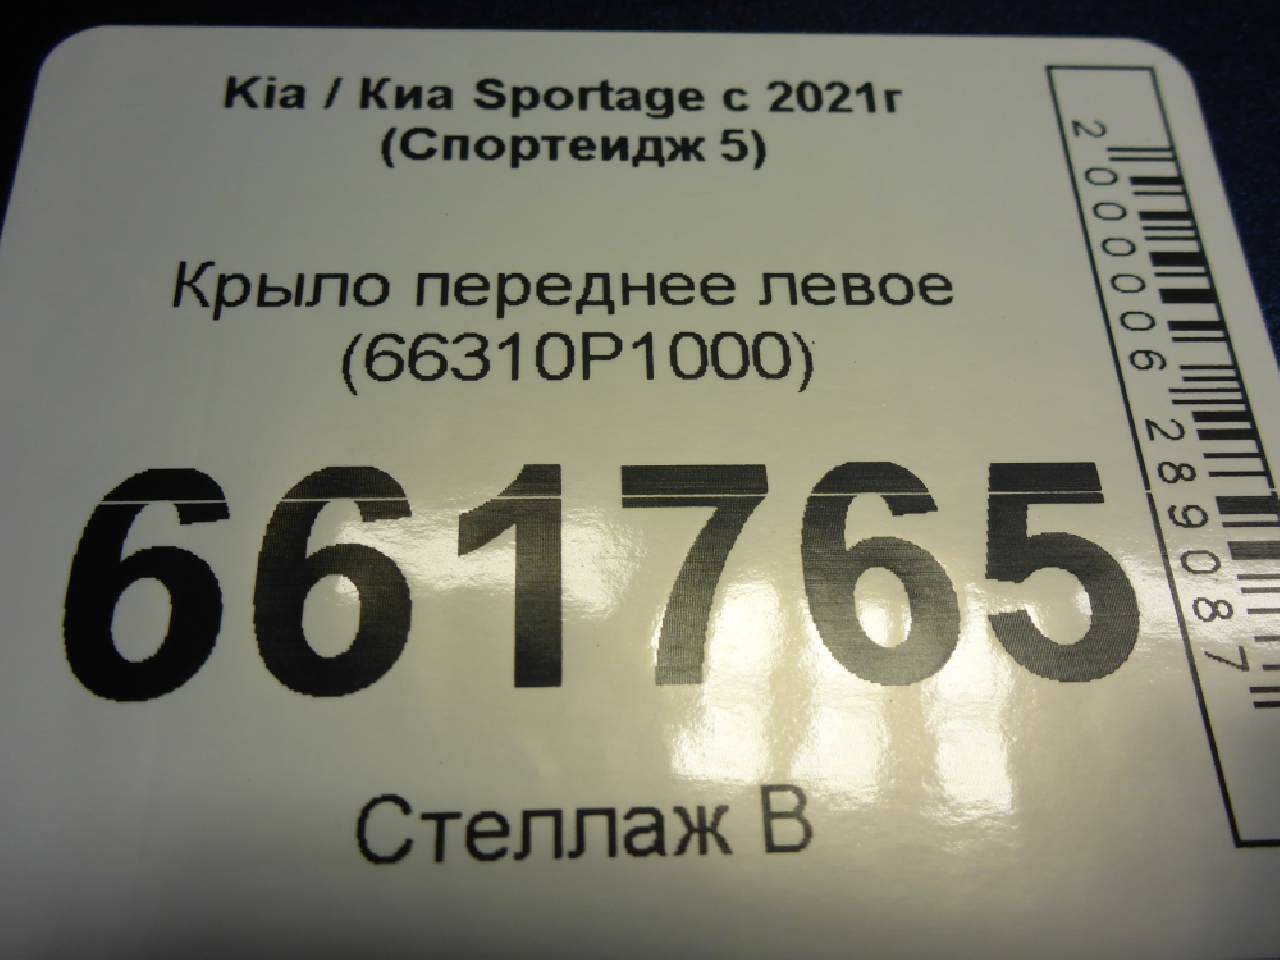 Kia / Киа Sportage с 2021г
(Спортеидж 5)
Крыло переднее левое
(66310P1000)
661765
Стеллаж B
2000006289087